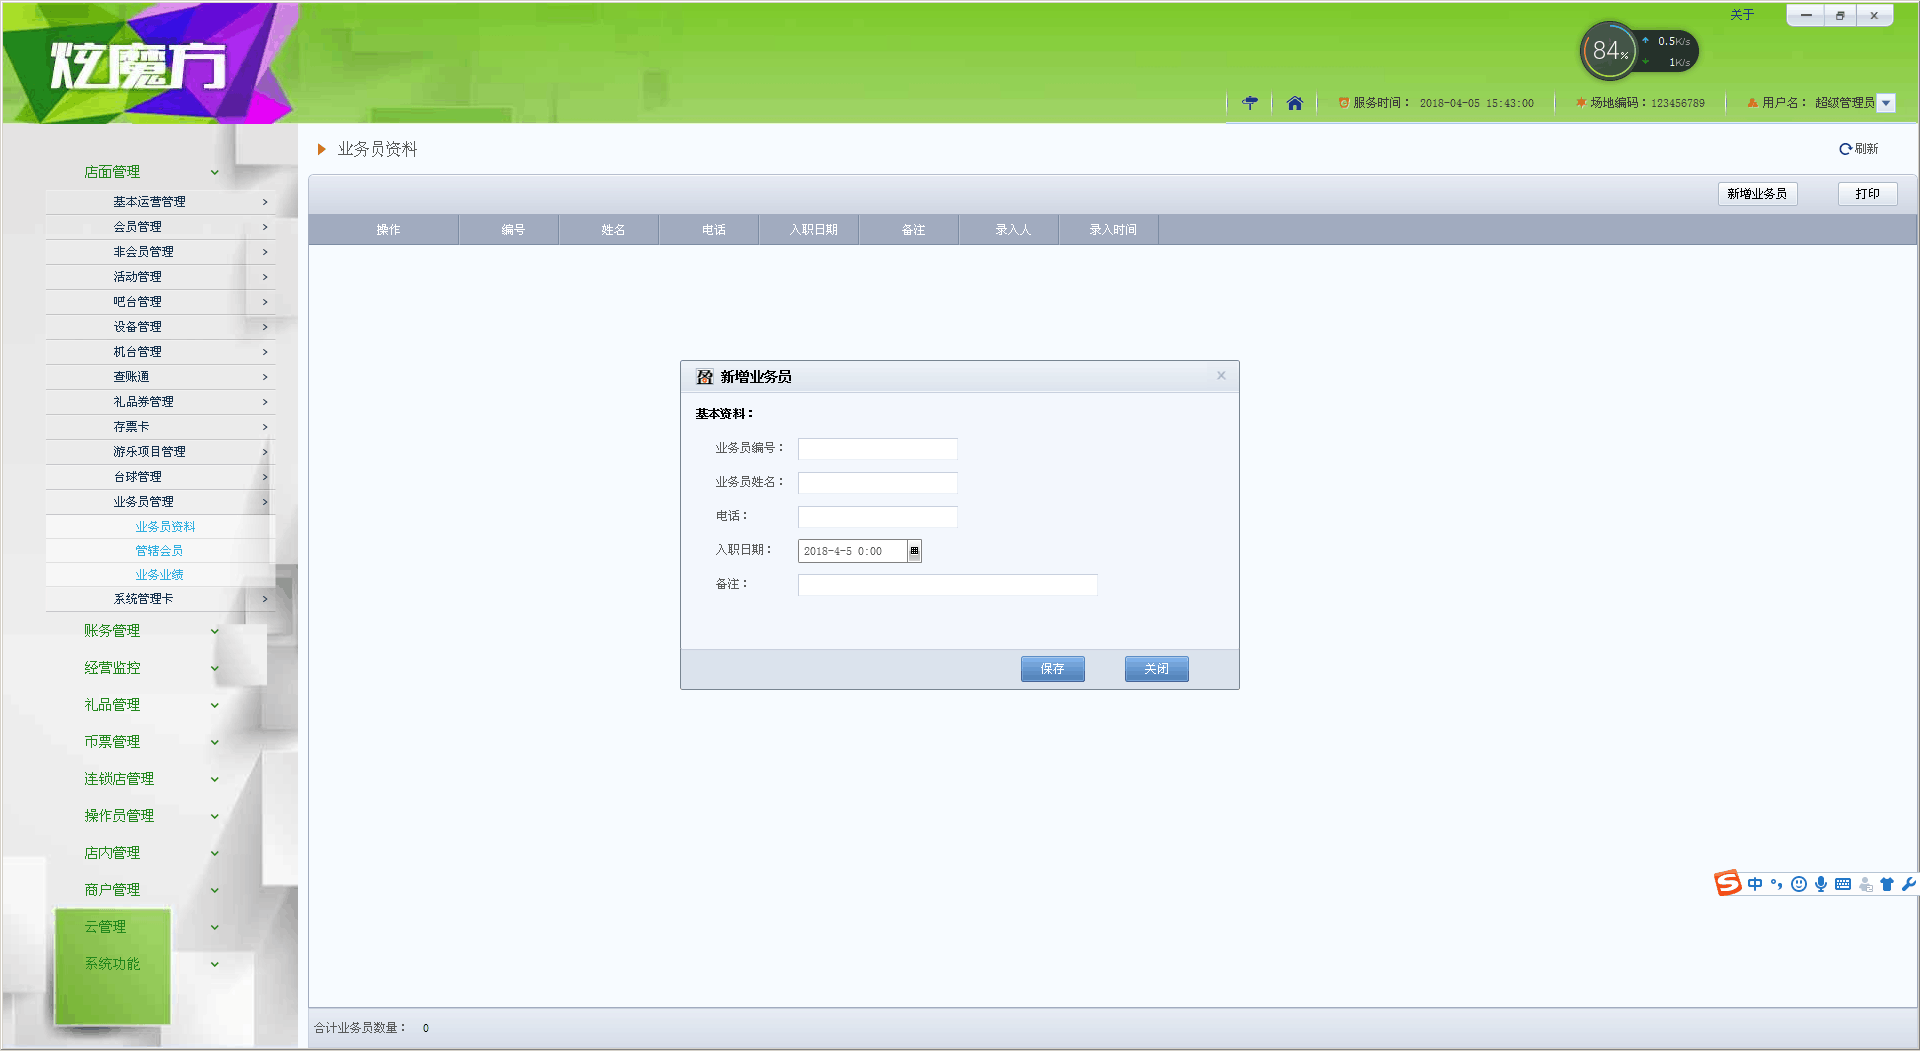 炫魔方
关于
84%
0.5K/s
1K/s
服务时间： 2018-04-05 15:43:00
场地编码：123456789
用户名： 超级管理员
店面管理
基本运营管理
会员管理
非会员管理
活动管理
吧台管理
设备管理
机台管理
查账通
礼品券管理
存票卡
游乐项目管理
台球管理
业务员管理
业务员资料
管辖会员
业务业绩
系统管理卡
账务管理
经营监控
礼品管理
币票管理
连锁店管理
操作员管理
店内管理
商户管理
云管理
系统功能
业务员资料
刷新
新增业务员
打印
操作 编号 姓名 电话 入职日期 备注 录入人 录入时间
新增业务员
基本资料：
业务员编号：
业务员姓名：
电话：
入职日期： 2018-4-5 0:00
备注：
保存
关闭
中
合计业务员数量： 0